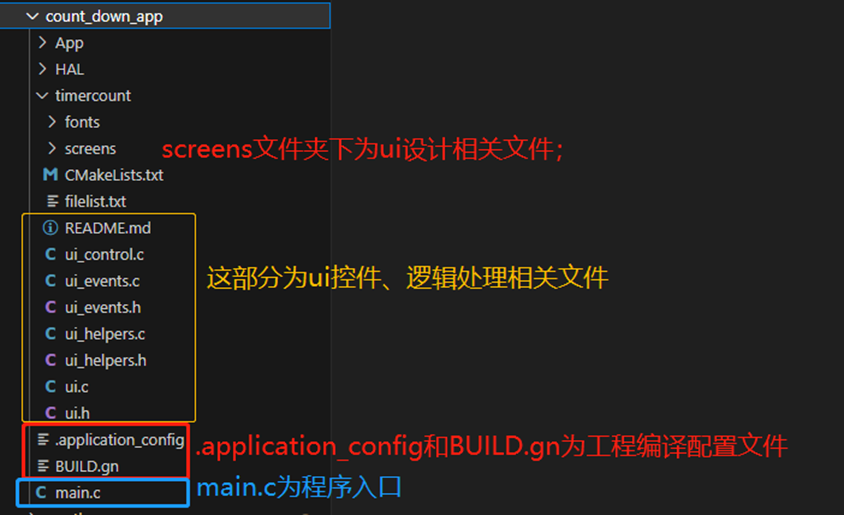 count_down_app
App
HAL
timercount
fonts
screens
screens文件夹下为ui设计相关文件；
CMakeLists.txt
filelist.txt
README.md
ui_control.c
这部分为ui控件、逻辑处理相关文件
ui_events.c
ui_events.h
ui_helpers.c
ui_helpers.h
ui.c
ui.h
.application_config
.application_config和BUILD.gn为工程编译配置文件
BUILD.gn
main.c
main.c为程序入口